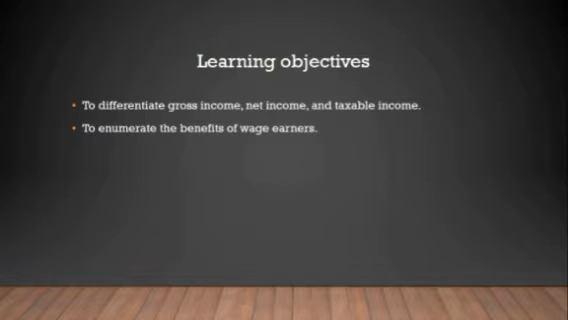 Learning objectives
• To differentiate gross income, net income, and taxable income.
• To enumerate the benefits of wage earners.